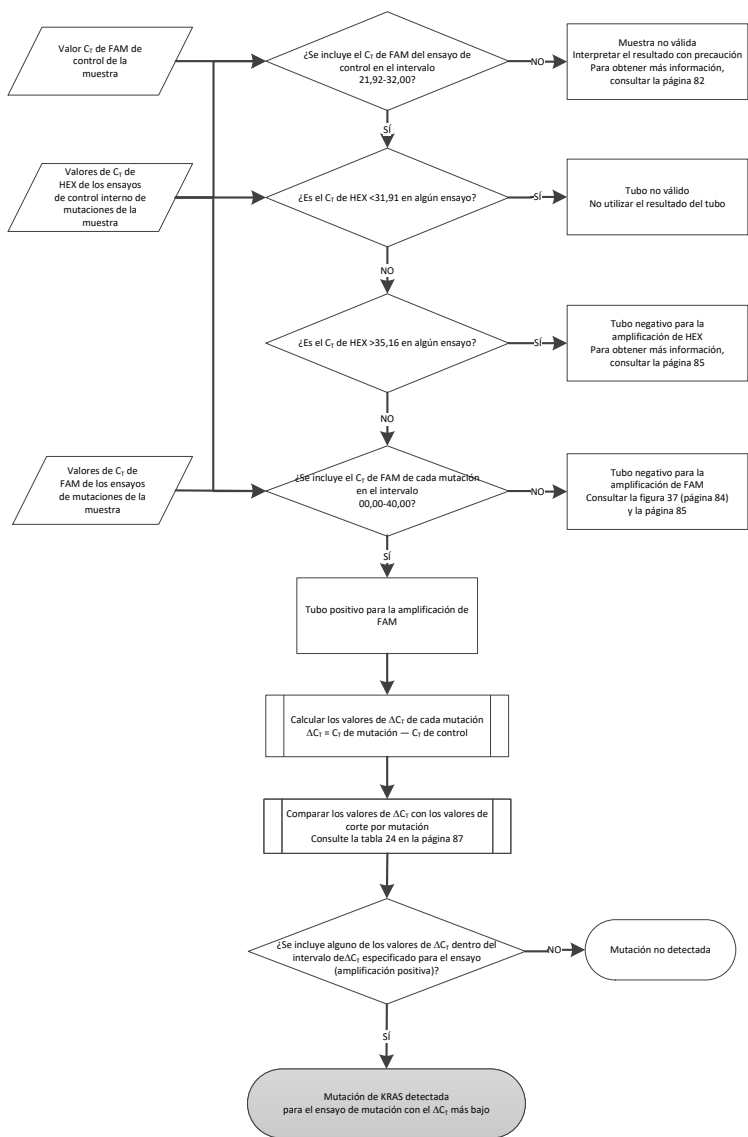 Valor CT de FAM de
control de la
muestra
¿Se incluye el CT de FAM del ensayo de
control en el intervalo
21,92-32,00?
NO
Muestra no válida
Interpretar el resultado con precaución
Para obtener más información,
consultar la página 82
SÍ
Valores de CT de
HEX de los ensayos
de control interno de
mutaciones de la
muestra
¿Es el CT de HEX <31,91 en algún ensayo?
SÍ
Tubo no válido
No utilizar el resultado del tubo
NO
¿Es el CT de HEX >35,16 en algún ensayo?
SÍ
Tubo negativo para la
amplificación de HEX
Para obtener más información,
consultar la página 85
NO
Valores de CT de
FAM de los ensayos
de mutaciones de la
muestra
¿Se incluye el CT de FAM de cada mutación
en el intervalo
00,00-40,00?
NO
Tubo negativo para la
amplificación de FAM
Consultar la figura 37 (página 84)
y la página 85
SÍ
Tubo positivo para la amplificación de
FAM
Calcular los valores de ΔCT de cada mutación
ΔCT = CT de mutación — CT de control
Comparar los valores de ΔCT con los valores de
corte por mutación
Consulte la tabla 24 en la página 87
¿Se incluye alguno de los valores de ΔCT dentro del
intervalo deΔCT especificado para el ensayo
(amplificación positiva)?
NO
Mutación no detectada
SÍ
Mutación de KRAS detectada
para el ensayo de mutación con el ΔCT más bajo